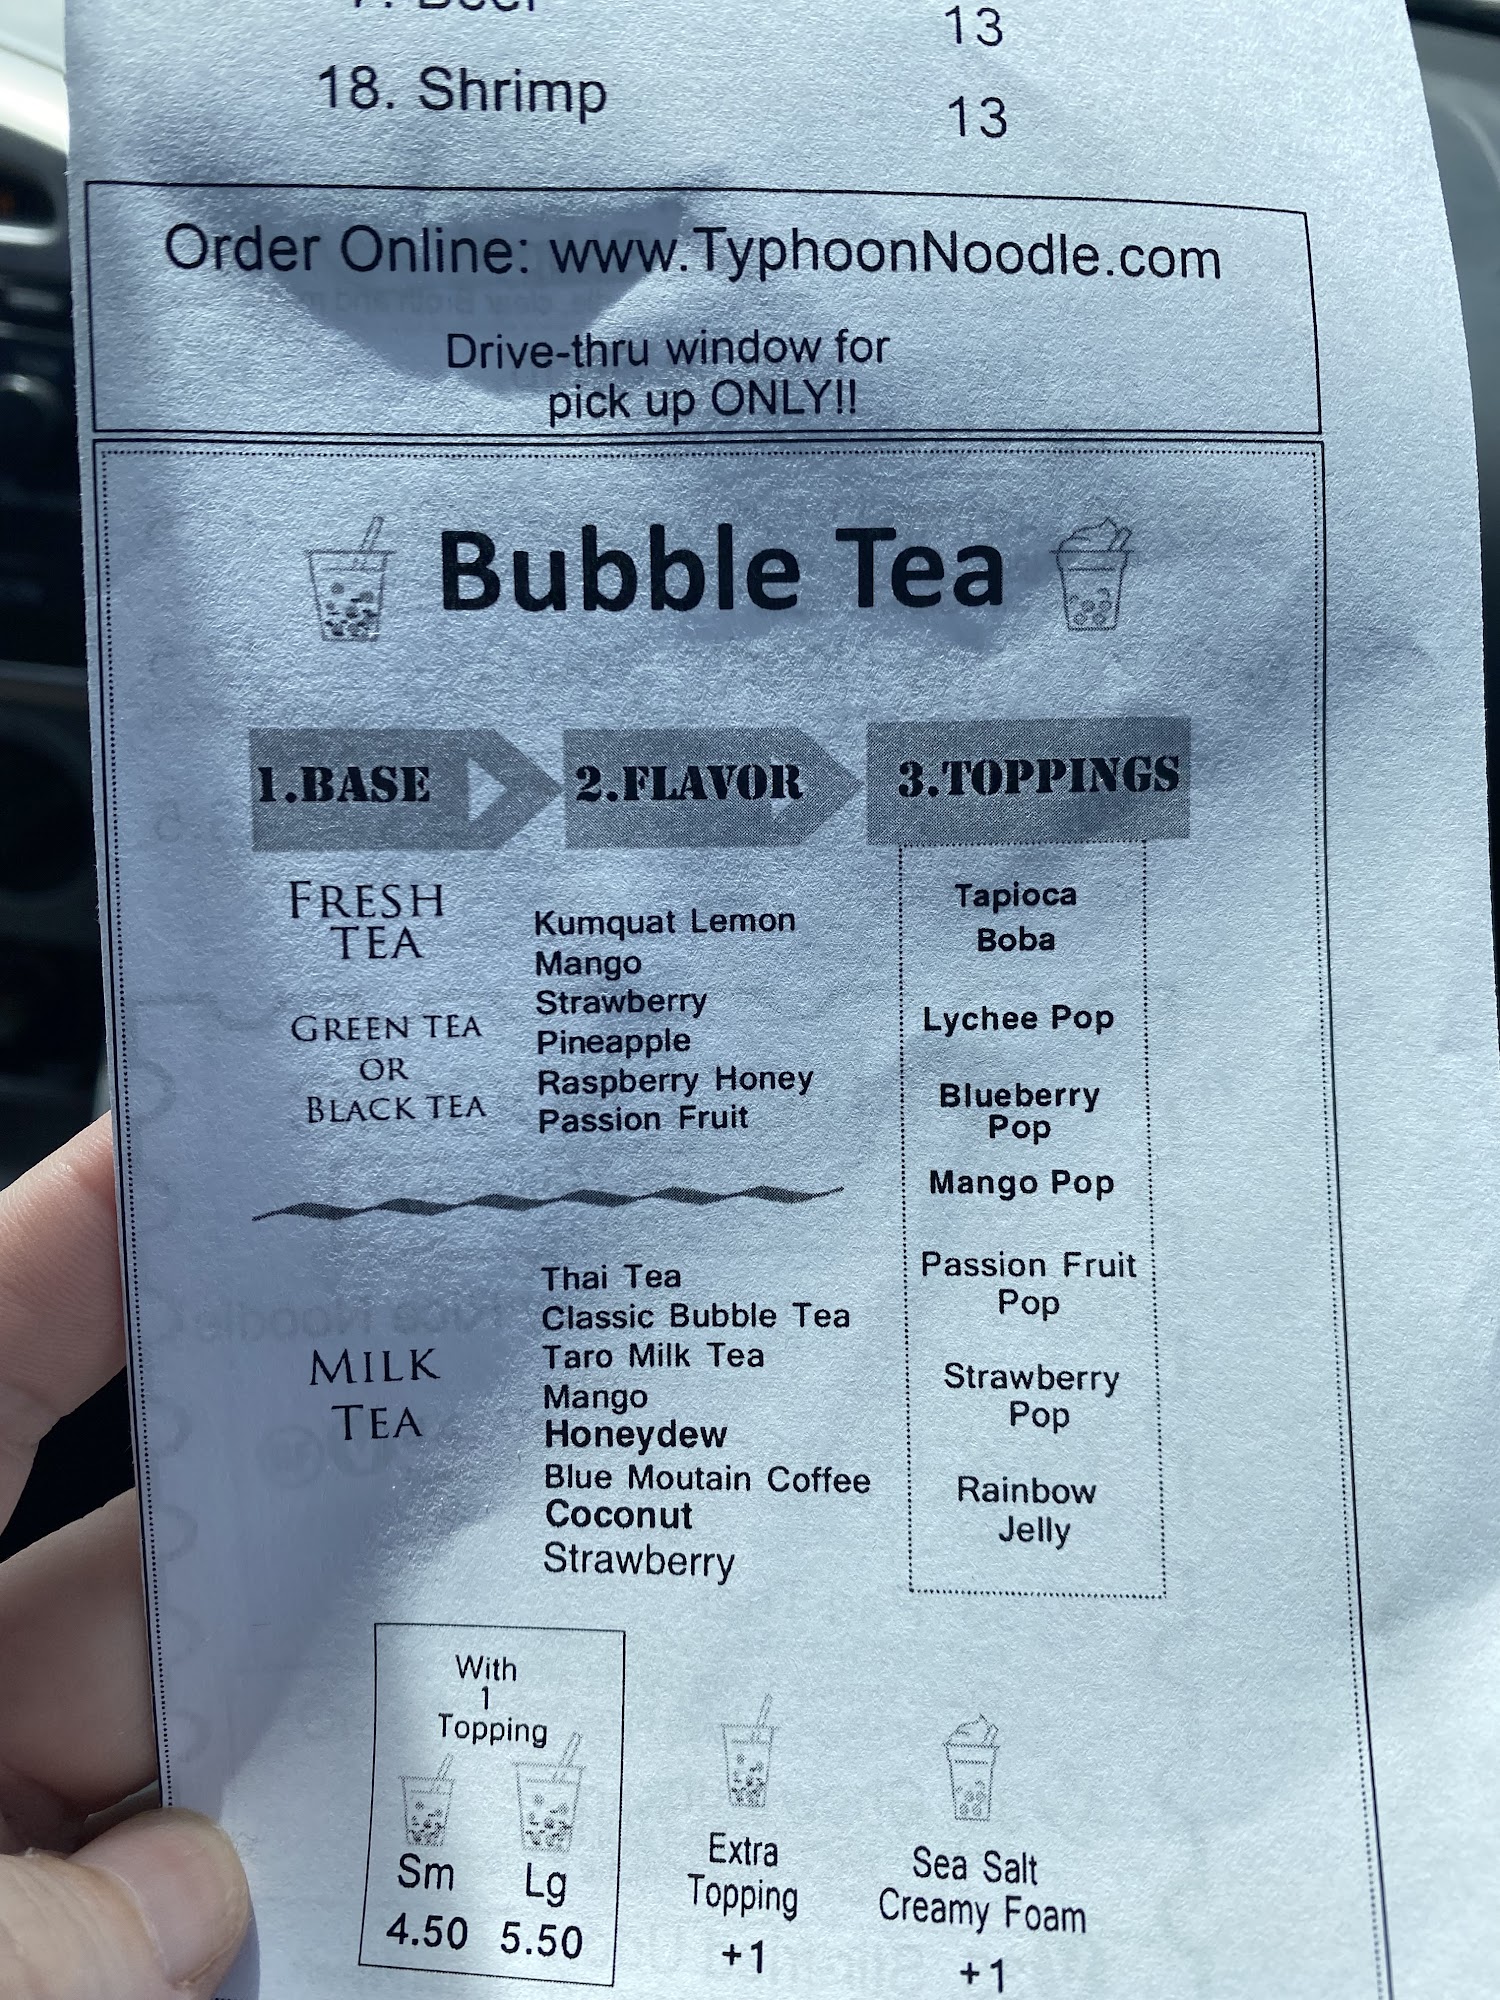 13
18. Shrimp 13
Order Online: www.TyphoonNoodle.com
Drive-thru window for
pick up ONLY!!
Bubble Tea
1.BASE
2.FLAVOR
3.TOPPINGS
FRESH
TEA
GREEN TEA
OR
BLACK TEA
Kumquat Lemon
Mango
Strawberry
Pineapple
Raspberry Honey
Passion Fruit
MILK
TEA
Thai Tea
Classic Bubble Tea
Taro Milk Tea
Mango
Honeydew
Blue Moutain Coffee
Coconut
Strawberry
Tapioca
Boba
Lychee Pop
Blueberry
Pop
Mango Pop
Passion Fruit
Pop
Strawberry
Pop
Rainbow
Jelly
With
1
Topping
Sm Lg
4.50 5.50
Extra
Topping
+1
Sea Salt
Creamy Foam
+1